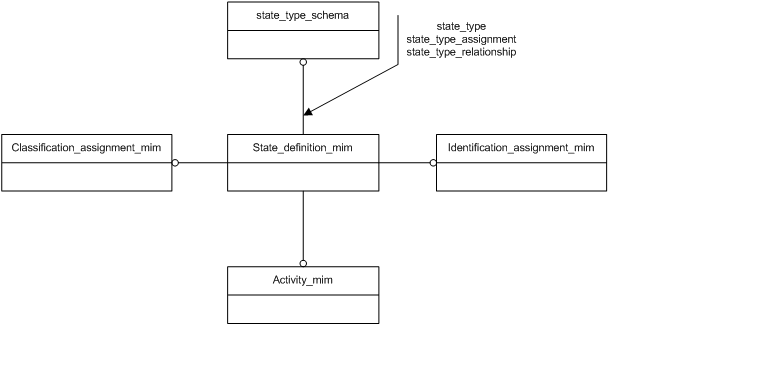 state_type_schema
state_type
state_type_assignment
state_type_relationship
Classification_assignment_mim
State_definition_mim
Identification_assignment_mim
Activity_mim